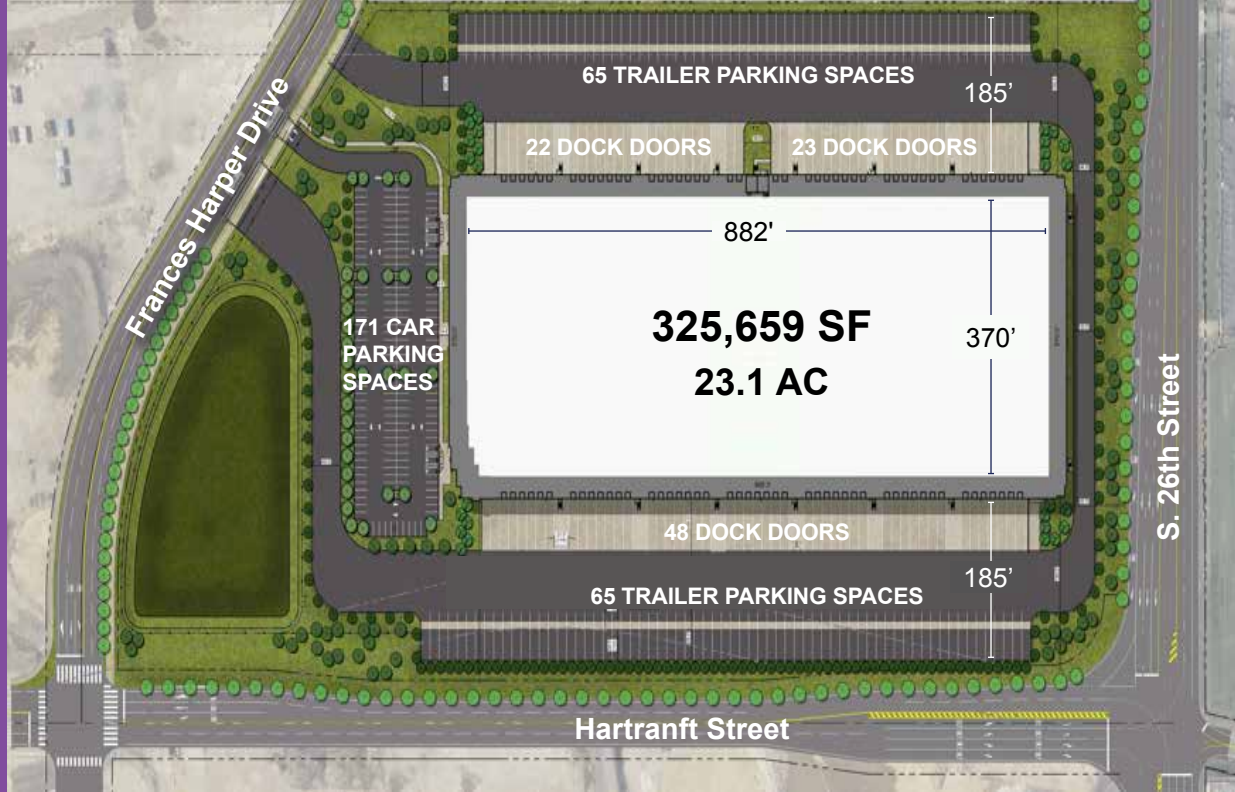 65 TRAILER PARKING SPACES
185’
22 DOCK DOORS
23 DOCK DOORS
Frances Harper Drive
882'
171 CAR
PARKING
SPACES
325,659 SF
23.1 AC
370’
S. 26th Street
48 DOCK DOORS
185’
65 TRAILER PARKING SPACES
Hartranft Street